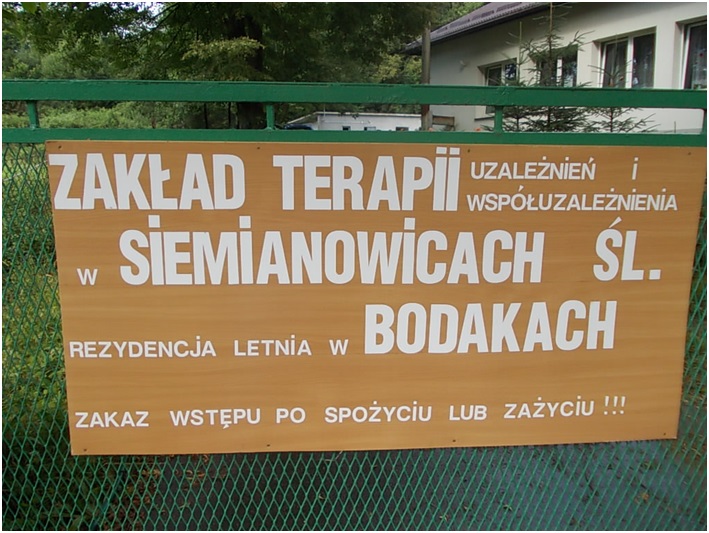 ZAKŁAD TERAPII UZALEŻNIEŃ I
WSPÓŁUZALEŻNIENIA
W SIEMIANOWICACH ŚL.
REZYDENCJA LETNIA W BODAKACH
ZAKAZ WSTĘPU PO SPOŻYCIU LUB ZAŻYCIU !!!